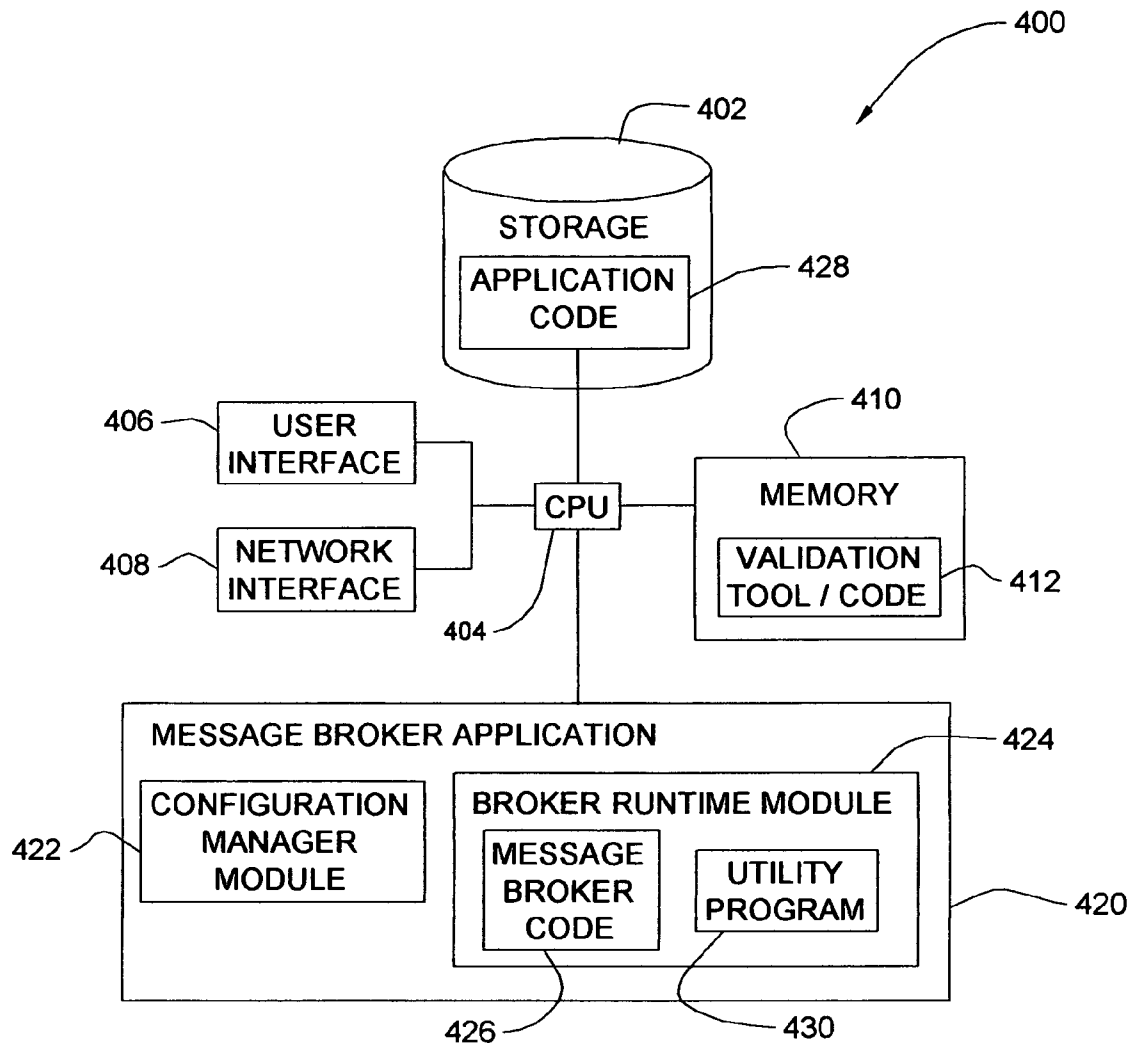 400
402
STORAGE
APPLICATION
CODE
428
410
406
USER
INTERFACE
MEMORY
CPU
408
NETWORK
INTERFACE
VALIDATION
TOOL / CODE
412
404
MESSAGE BROKER APPLICATION
424
CONFIGURATION
MANAGER
MODULE
422
BROKER RUNTIME MODULE
MESSAGE
BROKER
CODE
UTILITY
PROGRAM
420
426
430